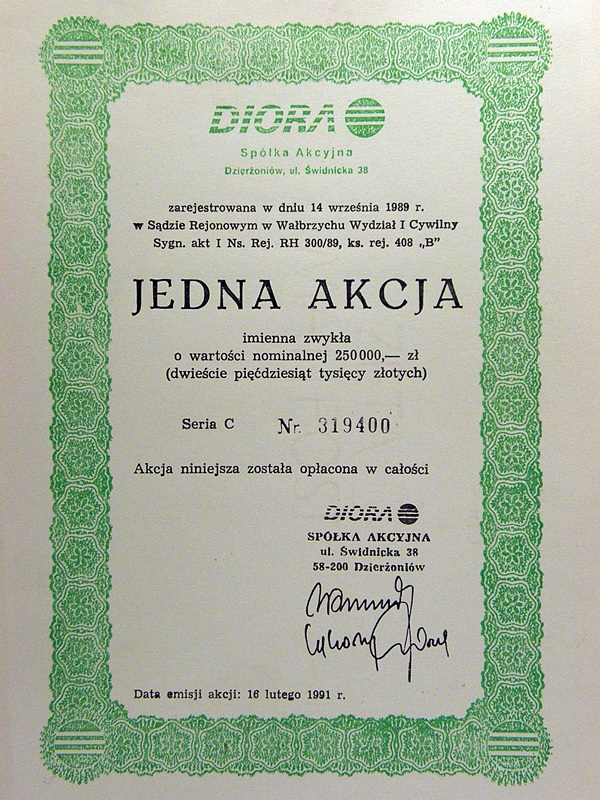 DIORA
Spółka Akcyjna
Dzierżoniów, ul. Świdnicka 38
zarejestrowana w dniu 14 września 1989 r.
w Sądzie Rejonowym w Wałbrzychu Wydział I Cywilny
Sygn. akt I Ns. Rej. RH 300/89, ks. rej. 408 „B”
JEDNA AKCJA
imienna zwykła
o wartości nominalnej 250 000,— zł
(dwieście pięćdziesiąt tysięcy złotych)
Seria C Nr. 319400
Akcja niniejsza została opłacona w całości
DIORA
SPÓŁKA AKCYJNA
ul. Świdnicka 38
58-200 Dzierżoniów
Data emisji akcji: 16 lutego 1991 r.